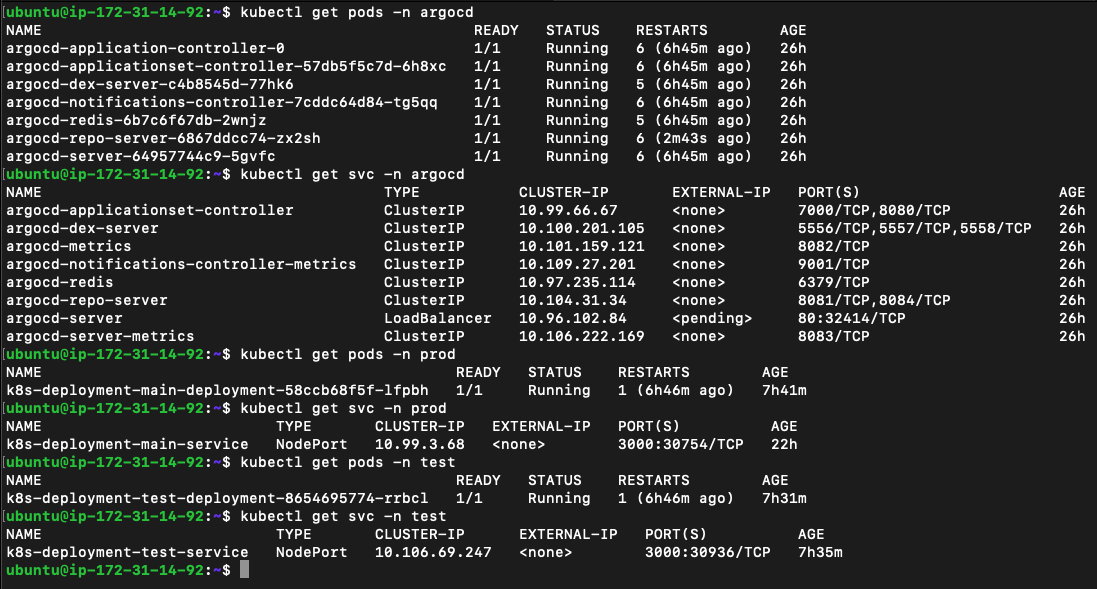 [ubuntu@ip-172-31-14-92:~$ kubectl get pods -n argocd
NAME READY STATUS RESTARTS AGE
argocd-application-controller-0 1/1 Running 6 (6h45m ago) 26h
argocd-applicationset-controller-57db5f5c7d-6h8xc 1/1 Running 6 (6h45m ago) 26h
argocd-dex-server-c4b8545d-77hk6 1/1 Running 5 (6h45m ago) 26h
argocd-notifications-controller-7cddc64d84-tg5qq 1/1 Running 6 (6h45m ago) 26h
argocd-redis-6b7c6f67db-2wnjz 1/1 Running 5 (6h45m ago) 26h
argocd-repo-server-6867ddcc74-zx2sh 1/1 Running 6 (2m43s ago) 26h
argocd-server-64957744c9-5gvfc 1/1 Running 6 (6h45m ago) 26h
[ubuntu@ip-172-31-14-92:~$ kubectl get svc -n argocd
NAME TYPE CLUSTER-IP EXTERNAL-IP PORT(S) AGE
argocd-applicationset-controller ClusterIP 10.99.66.67 <none> 7000/TCP,8080/TCP 26h
argocd-dex-server ClusterIP 10.100.201.105 <none> 5556/TCP,5557/TCP,5558/TCP 26h
argocd-metrics ClusterIP 10.101.159.121 <none> 8082/TCP 26h
argocd-notifications-controller-metrics ClusterIP 10.109.27.201 <none> 9001/TCP 26h
argocd-redis ClusterIP 10.97.235.114 <none> 6379/TCP 26h
argocd-repo-server ClusterIP 10.104.31.34 <none> 8081/TCP,8084/TCP 26h
argocd-server LoadBalancer 10.96.102.84 <pending> 80:32414/TCP 26h
argocd-server-metrics ClusterIP 10.106.222.169 <none> 8083/TCP 26h
[ubuntu@ip-172-31-14-92:~$ kubectl get pods -n prod
NAME READY STATUS RESTARTS AGE
k8s-deployment-main-deployment-58ccb68f5f-lfpbh 1/1 Running 1 (6h46m ago) 7h41m
[ubuntu@ip-172-31-14-92:~$ kubectl get svc -n prod
NAME TYPE CLUSTER-IP EXTERNAL-IP PORT(S) AGE
k8s-deployment-main-service NodePort 10.99.3.68 <none> 3000:30754/TCP 22h
[ubuntu@ip-172-31-14-92:~$ kubectl get pods -n test
NAME READY STATUS RESTARTS AGE
k8s-deployment-test-deployment-8654695774-rrbcl 1/1 Running 1 (6h46m ago) 7h31m
[ubuntu@ip-172-31-14-92:~$ kubectl get svc -n test
NAME TYPE CLUSTER-IP EXTERNAL-IP PORT(S) AGE
k8s-deployment-test-service NodePort 10.106.69.247 <none> 3000:30936/TCP 7h35m
ubuntu@ip-172-31-14-92:~$